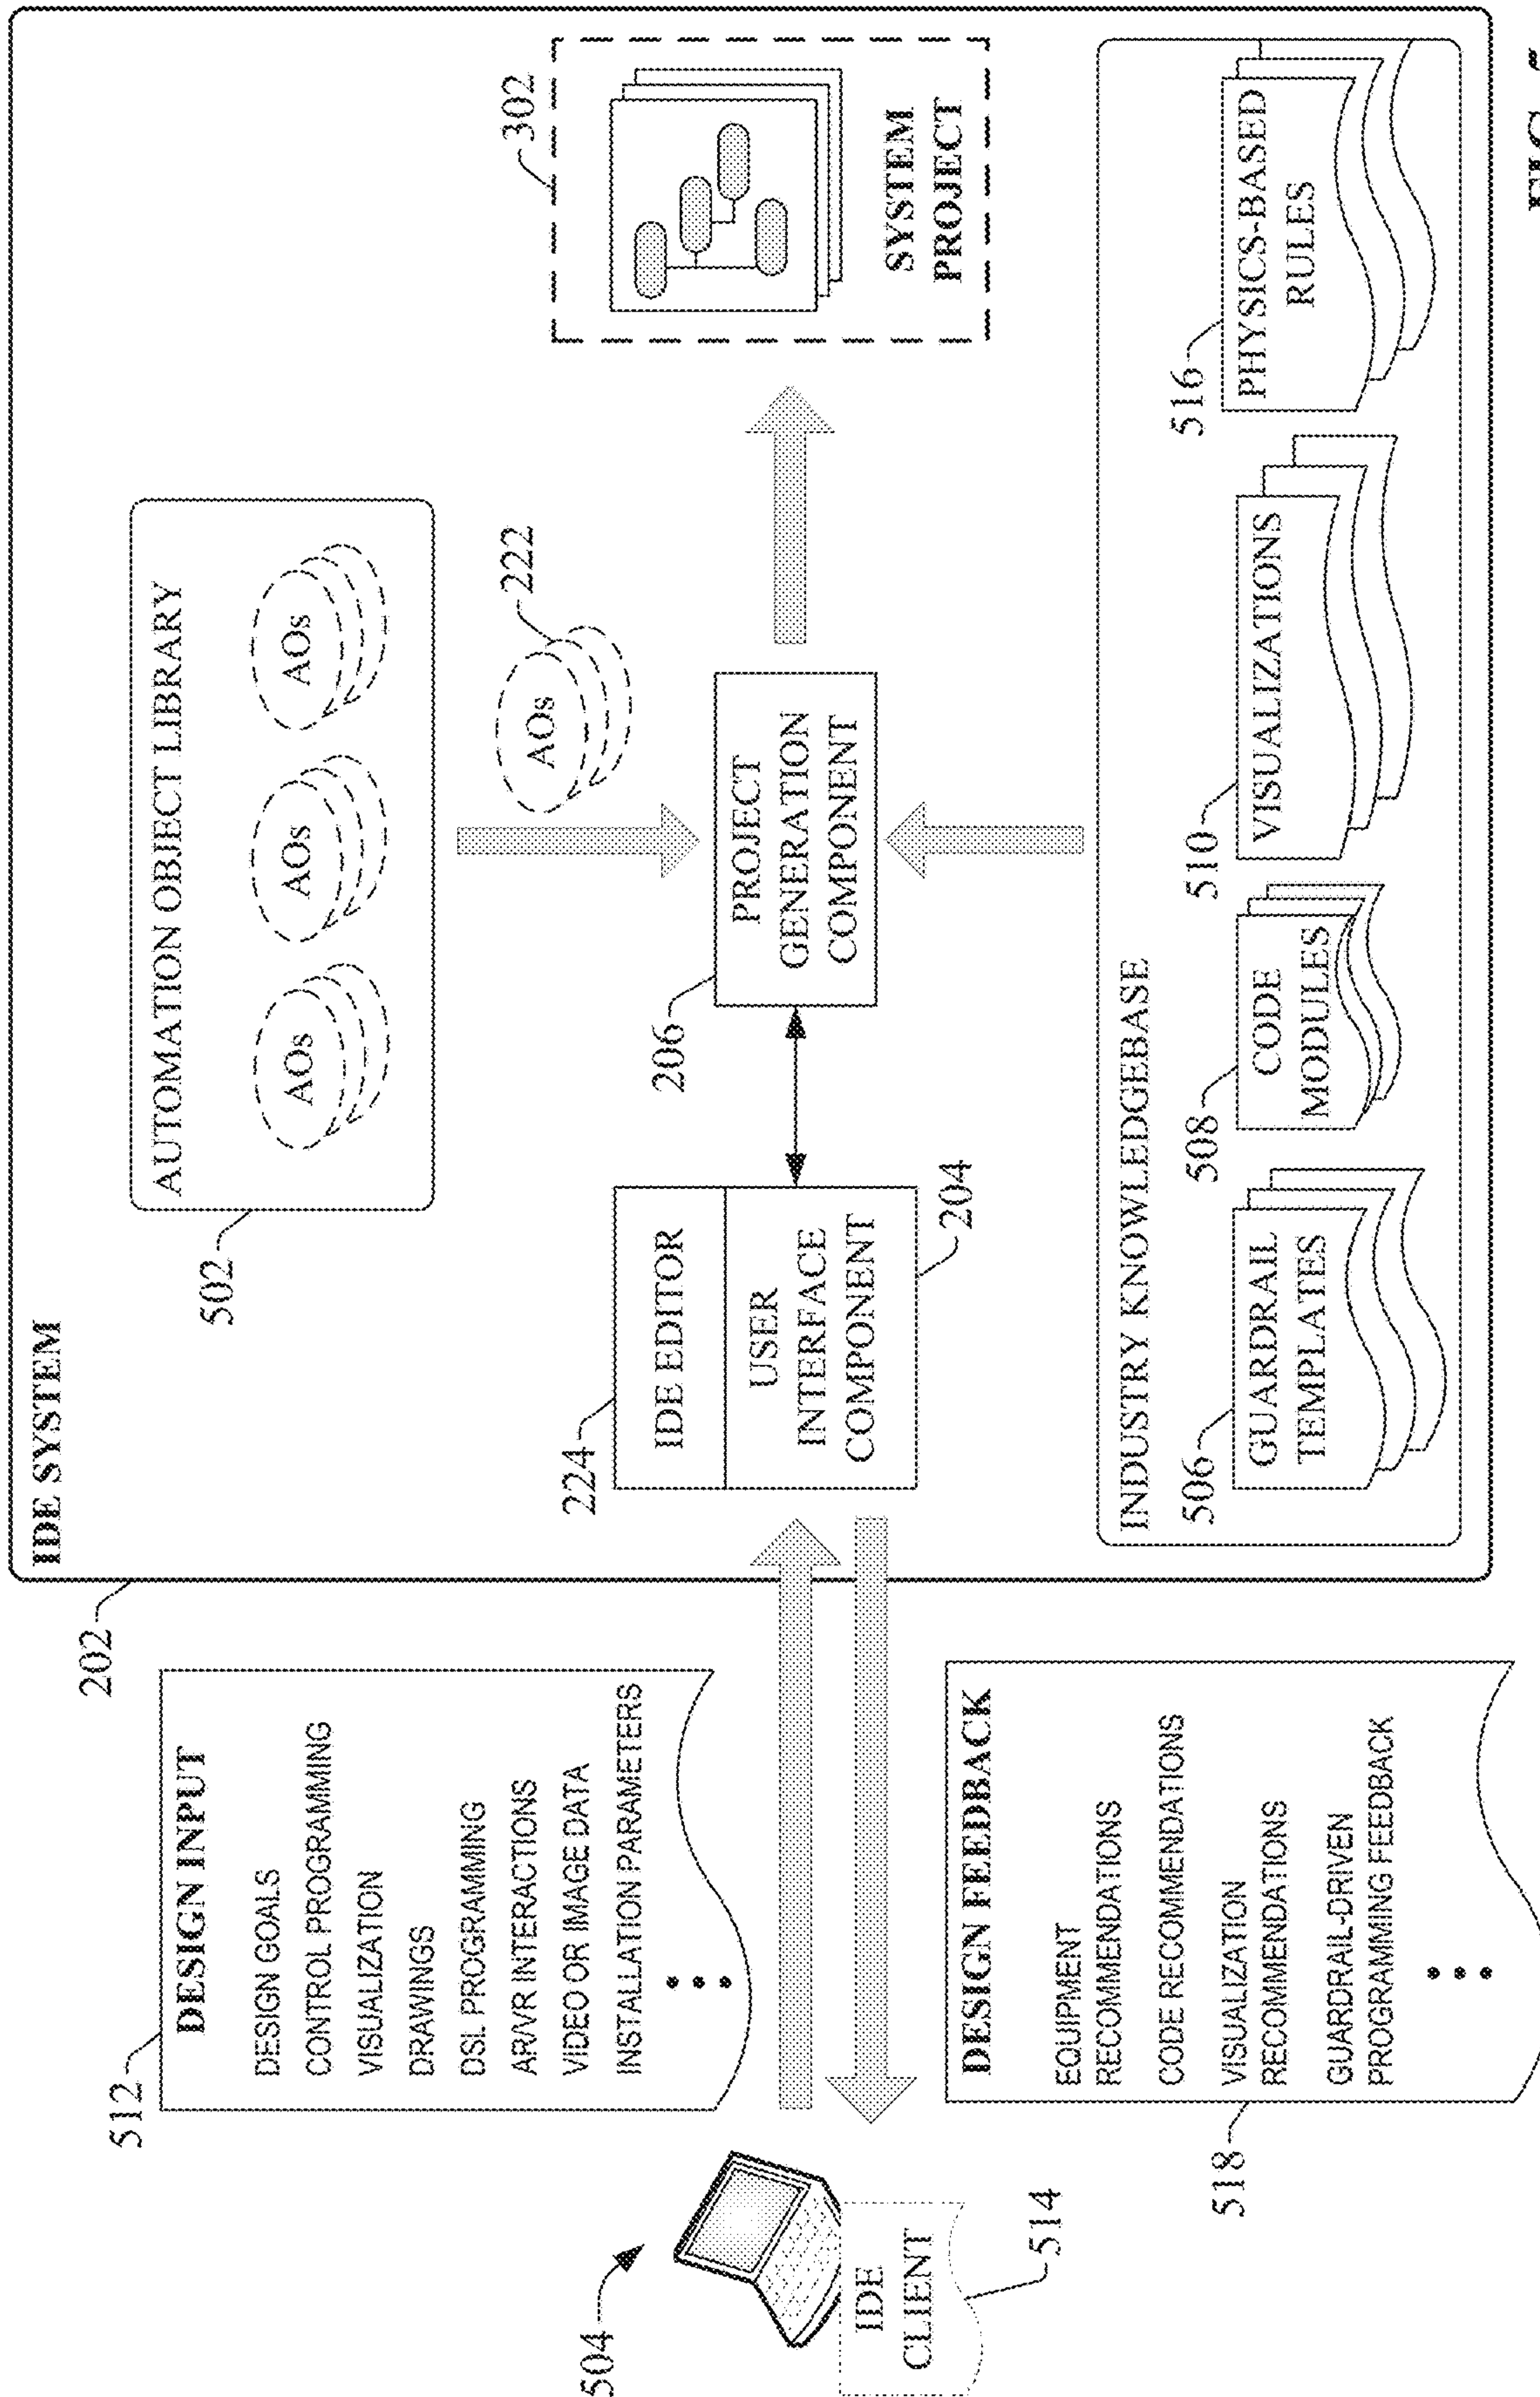 IDE SYSTEM
202
AUTOMATION OBJECT LIBRARY
AOs
AOs
AOs
502
222
AOs
302
SYSTEM
PROJECT
512
DESIGN INPUT
DESIGN GOALS
CONTROL PROGRAMMING
VISUALIZATION
DRAWINGS
DSL PROGRAMMING
AR/VR INTERACTIONS
VIDEO OR IMAGE DATA
INSTALLATION PARAMETERS
504
IDE
CLIENT
514
224
IDE EDITOR
USER
INTERFACE
COMPONENT
204
206
PROJECT
GENERATION
COMPONENT
518
DESIGN FEEDBACK
EQUIPMENT
RECOMMENDATIONS
CODE RECOMMENDATIONS
VISUALIZATION
RECOMMENDATIONS
GUARDRAIL-DRIVEN
PROGRAMMING FEEDBACK
INDUSTRY KNOWLEDGEBASE
506
GUARDRAIL
TEMPLATES
508
CODE
MODULES
510
VISUALIZATIONS
516
PHYSICS-BASED
RULES